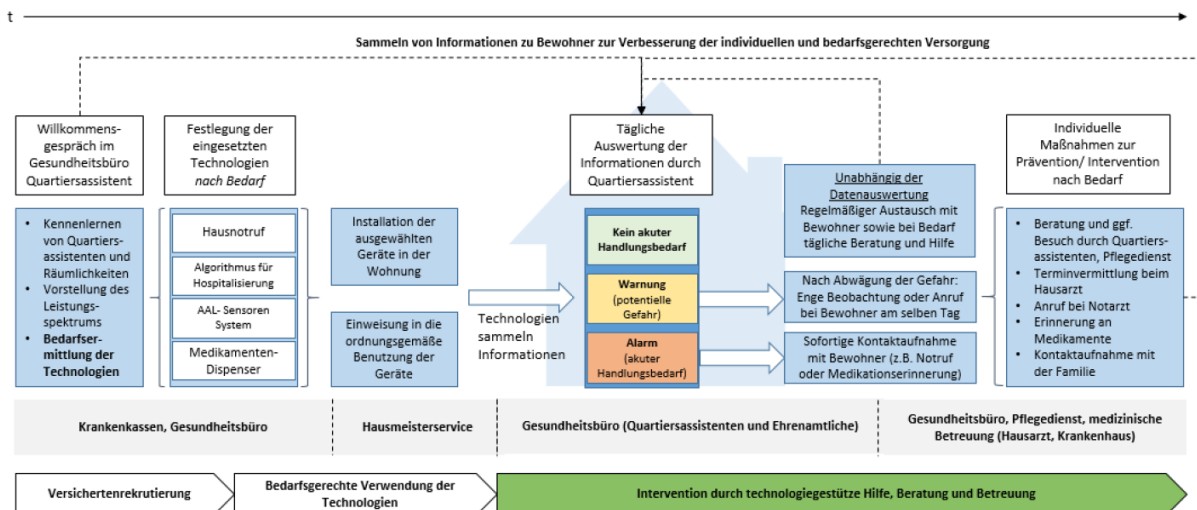 t
Sammeln von Informationen zu Bewohner zur Verbesserung der individuellen und bedarfsgerechten Versorgung
Willkommens-
gespräch im
Gesundheitsbüro
Quartiersassistent
Festlegung der
eingesetzten
Technologien
nach Bedarf
Tägliche
Auswertung der
Informationen durch
Quartiersassistent
Individuelle
Maßnahmen zur
Prävention/ Intervention
nach Bedarf
• Kennenlernen
von Quartiers-
assistenten und
Räumlichkeiten
• Vorstellung des
Leistungs-
spektrums
• Bedarfser-
mittlung der
Technologien
Hausnotruf
Algorithmus für
Hospitalisierung
AAL- Sensoren
System
Medikamenten-
Dispenser
Installation der
ausgewählten
Geräte in der
Wohnung
Einweisung in die
ordnungsgemäße
Benutzung der
Geräte
Technologien
sammeln
Informationen
Kein akuter
Handlungsbedarf
Warnung
(potentielle
Gefahr)
Alarm
(akuter
Handlungsbedarf)
Unabhängig der
Datenauswertung
Regelmäßiger Austausch mit
Bewohner sowie bei Bedarf
tägliche Beratung und Hilfe
Nach Abwägung der Gefahr:
Enge Beobachtung oder Anruf
bei Bewohner am selben Tag
Sofortige Kontaktaufnahme
mit Bewohner (z.B. Notruf
oder Medikationserinnerung)
• Beratung und ggf.
Besuch durch Quartiers-
assistenten, Pflegedienst
• Terminvermittlung beim
Hausarzt
• Anruf bei Notarzt
• Erinnerung an
Medikamente
• Kontaktaufnahme mit
der Familie
Krankenkassen, Gesundheitsbüro
Hausmeisterservice
Gesundheitsbüro (Quartiersassistenten und Ehrenamtliche)
Gesundheitsbüro, Pflegedienst, medizinische
Betreuung (Hausarzt, Krankenhaus)
Versichertenrekrutierung
Bedarfsgerechte Verwendung der
Technologien
Intervention durch technologiegestütze Hilfe, Beratung und Betreuung